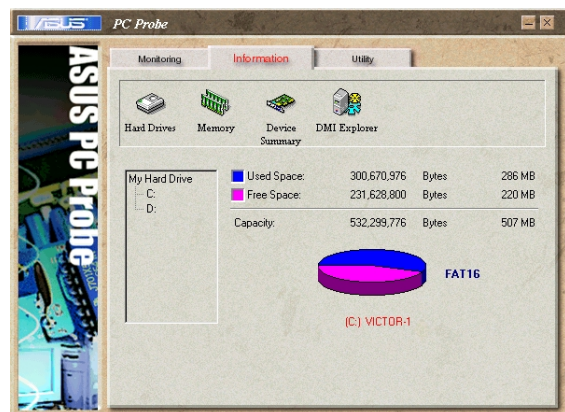 ASUS PC Probe
ASUS PC Probe
Monitoring Information Utility
Hard Drives Memory Device Summary DMI Explorer
My Hard Drive
C:
D:
Used Space: 300,670,976 Bytes 286 MB
Free Space: 231,628,800 Bytes 220 MB
Capacity: 532,299,776 Bytes 507 MB
FAT16
(C:) VICTOR-1